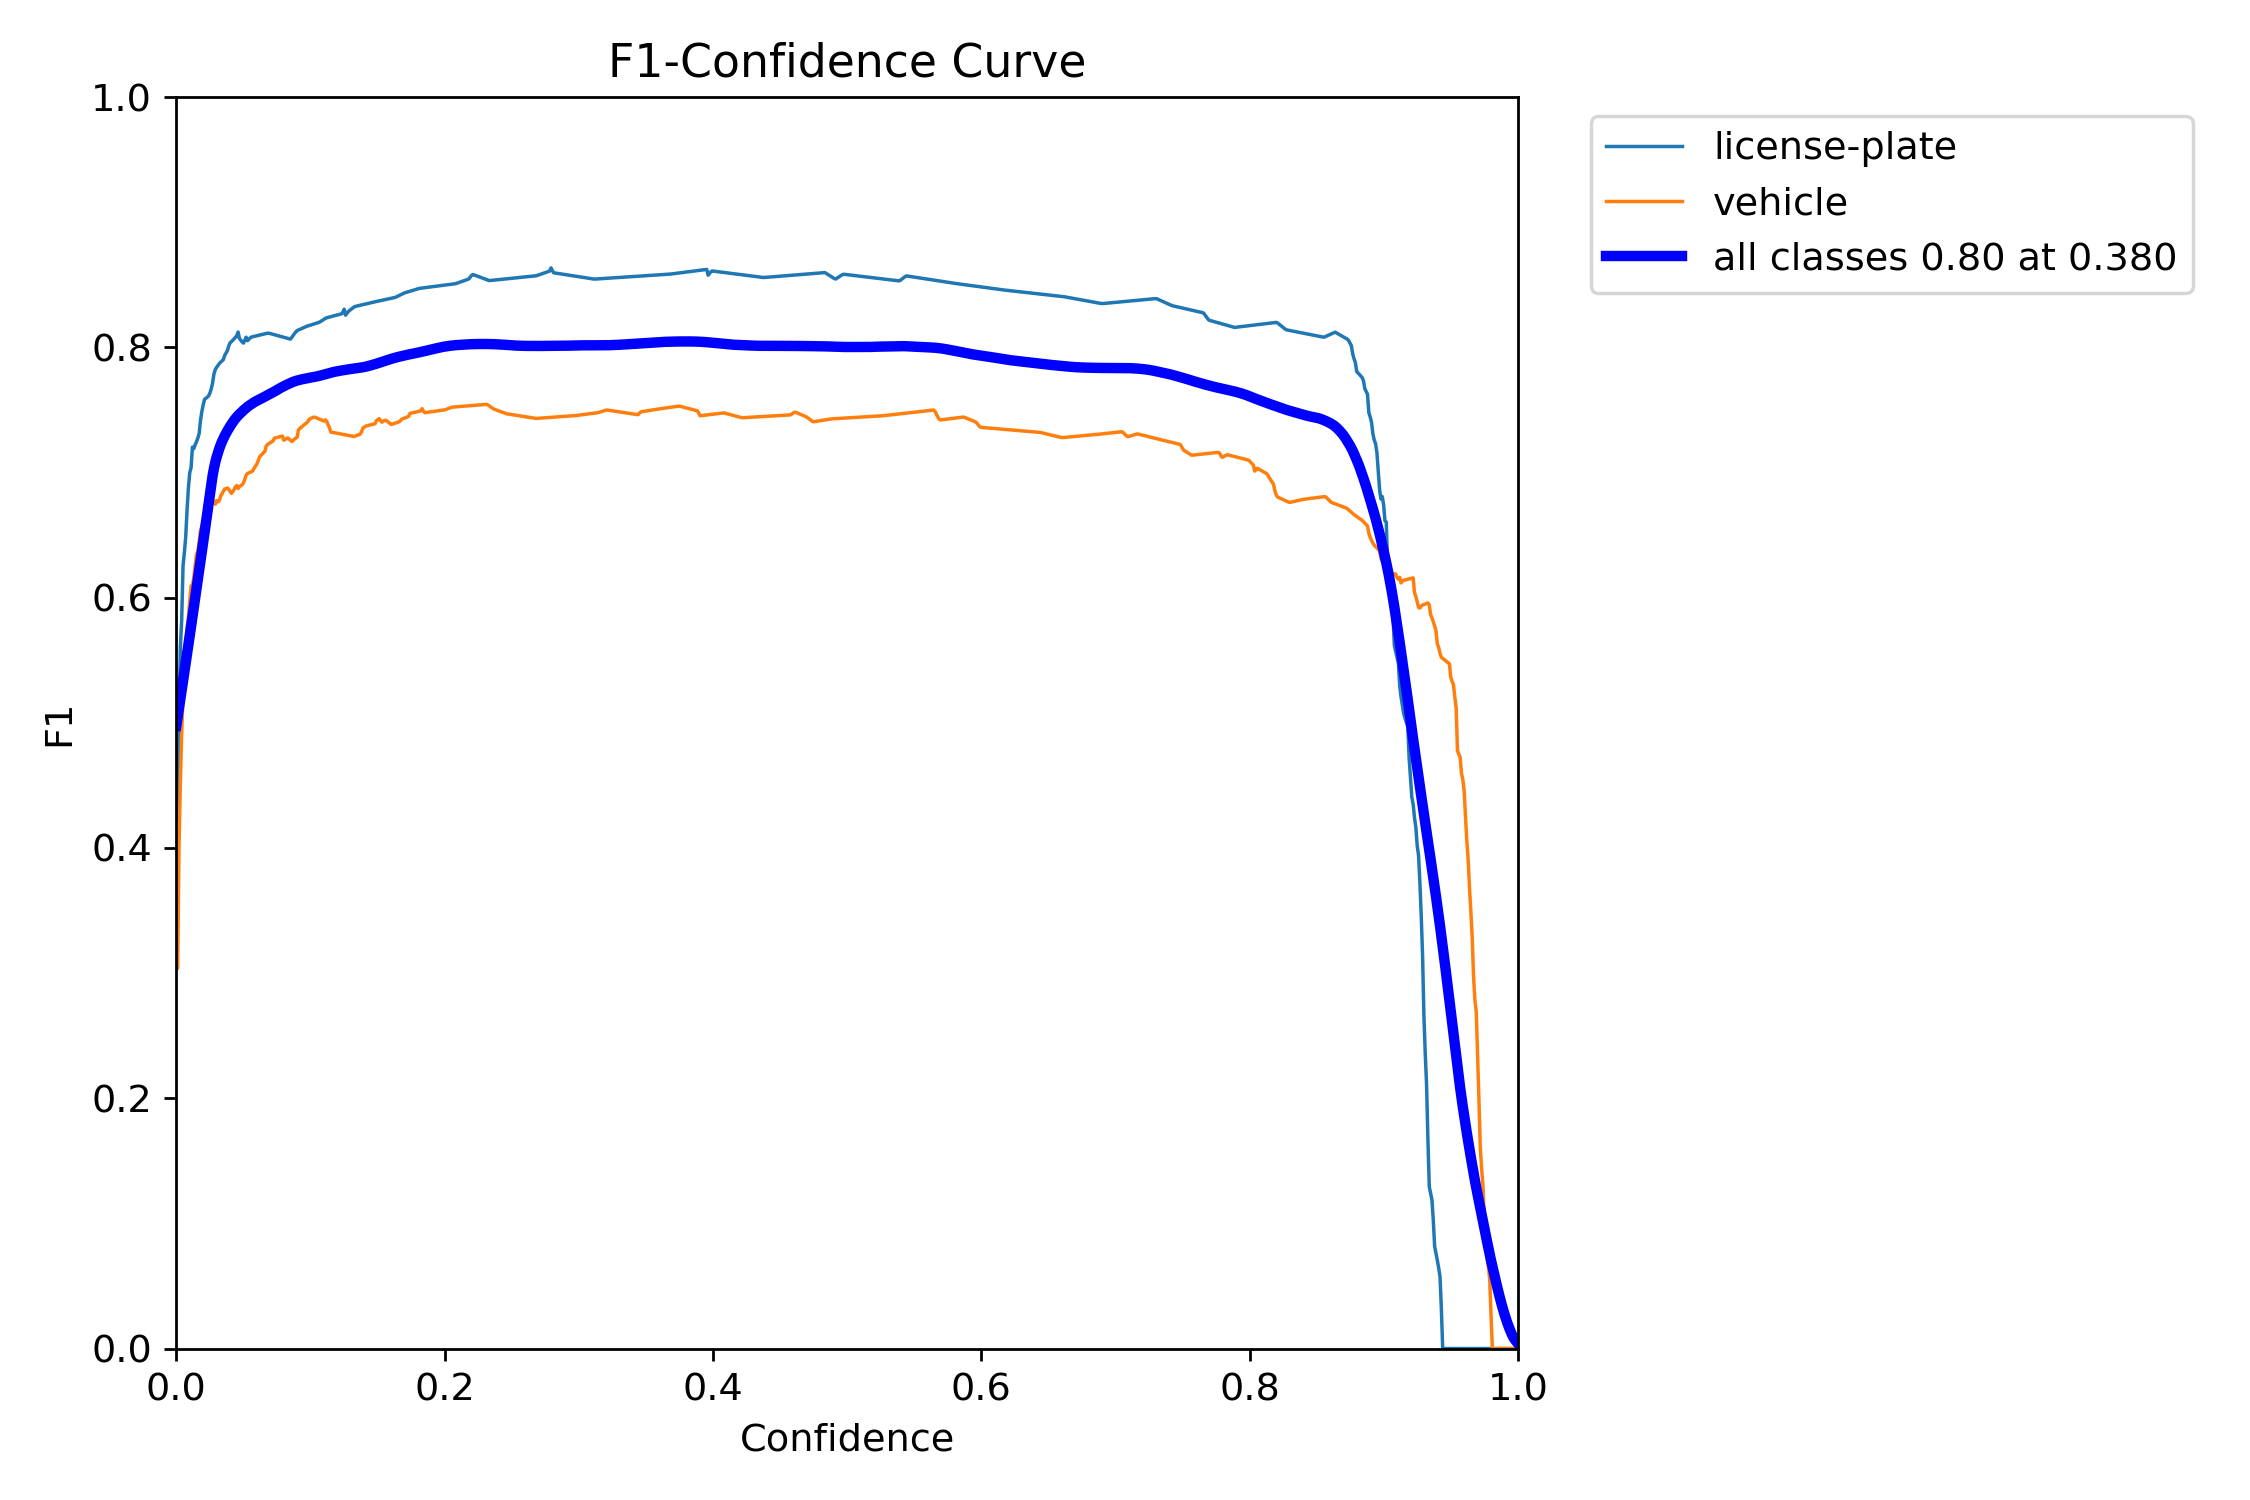 F1-Confidence Curve
license-plate
vehicle
all classes 0.80 at 0.380
1.0
0.8
0.6
0.4
0.2
0.0
F1
0.0 0.2 0.4 0.6 0.8 1.0
Confidence